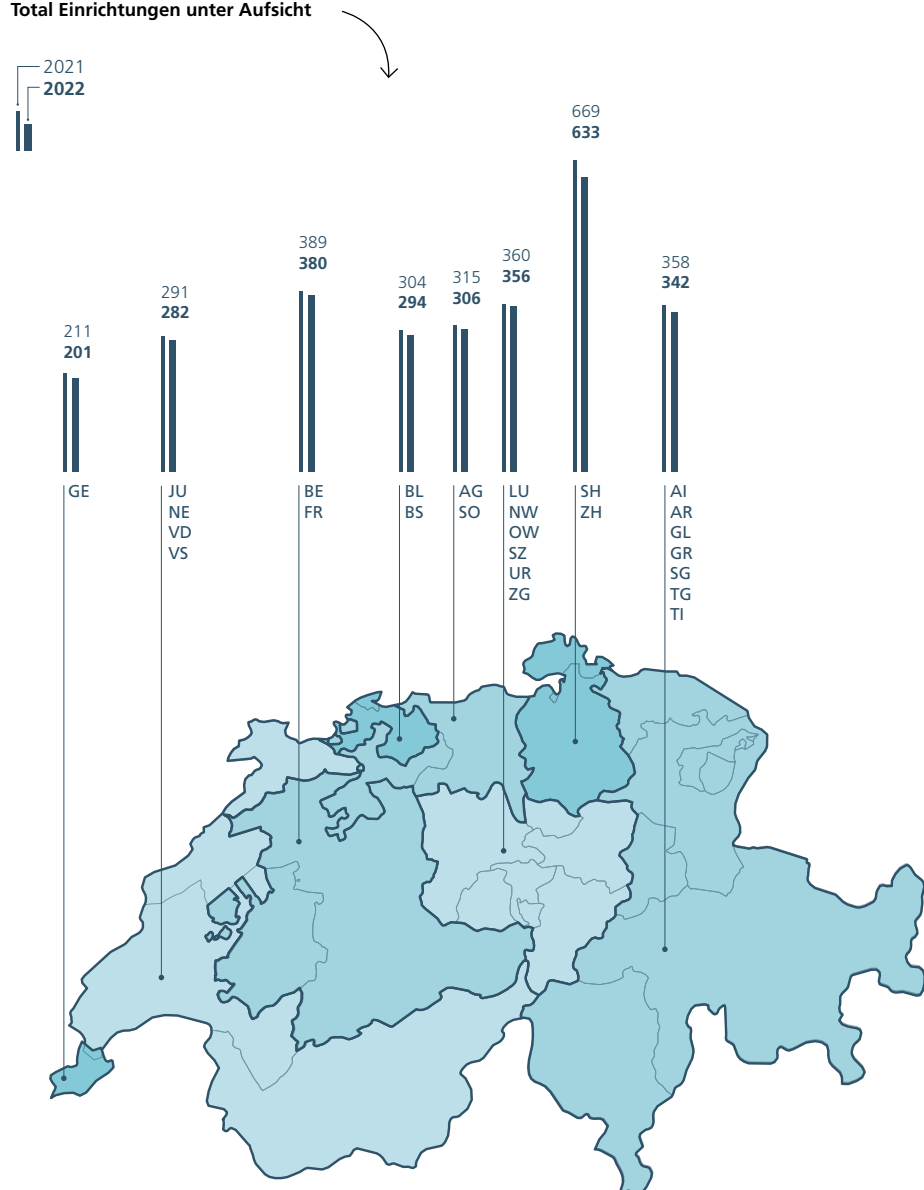 Total Einrichtungen unter Aufsicht
2021
2022
211
201
291
282
389
380
304
294
315
306
360
356
669
633
358
342
GE
JU
NE
VD
VS
BE
FR
BL
BS
AG
SO
LU
NW
OW
SZ
UR
ZG
SH
ZH
AI
AR
GL
GR
SG
TG
TI